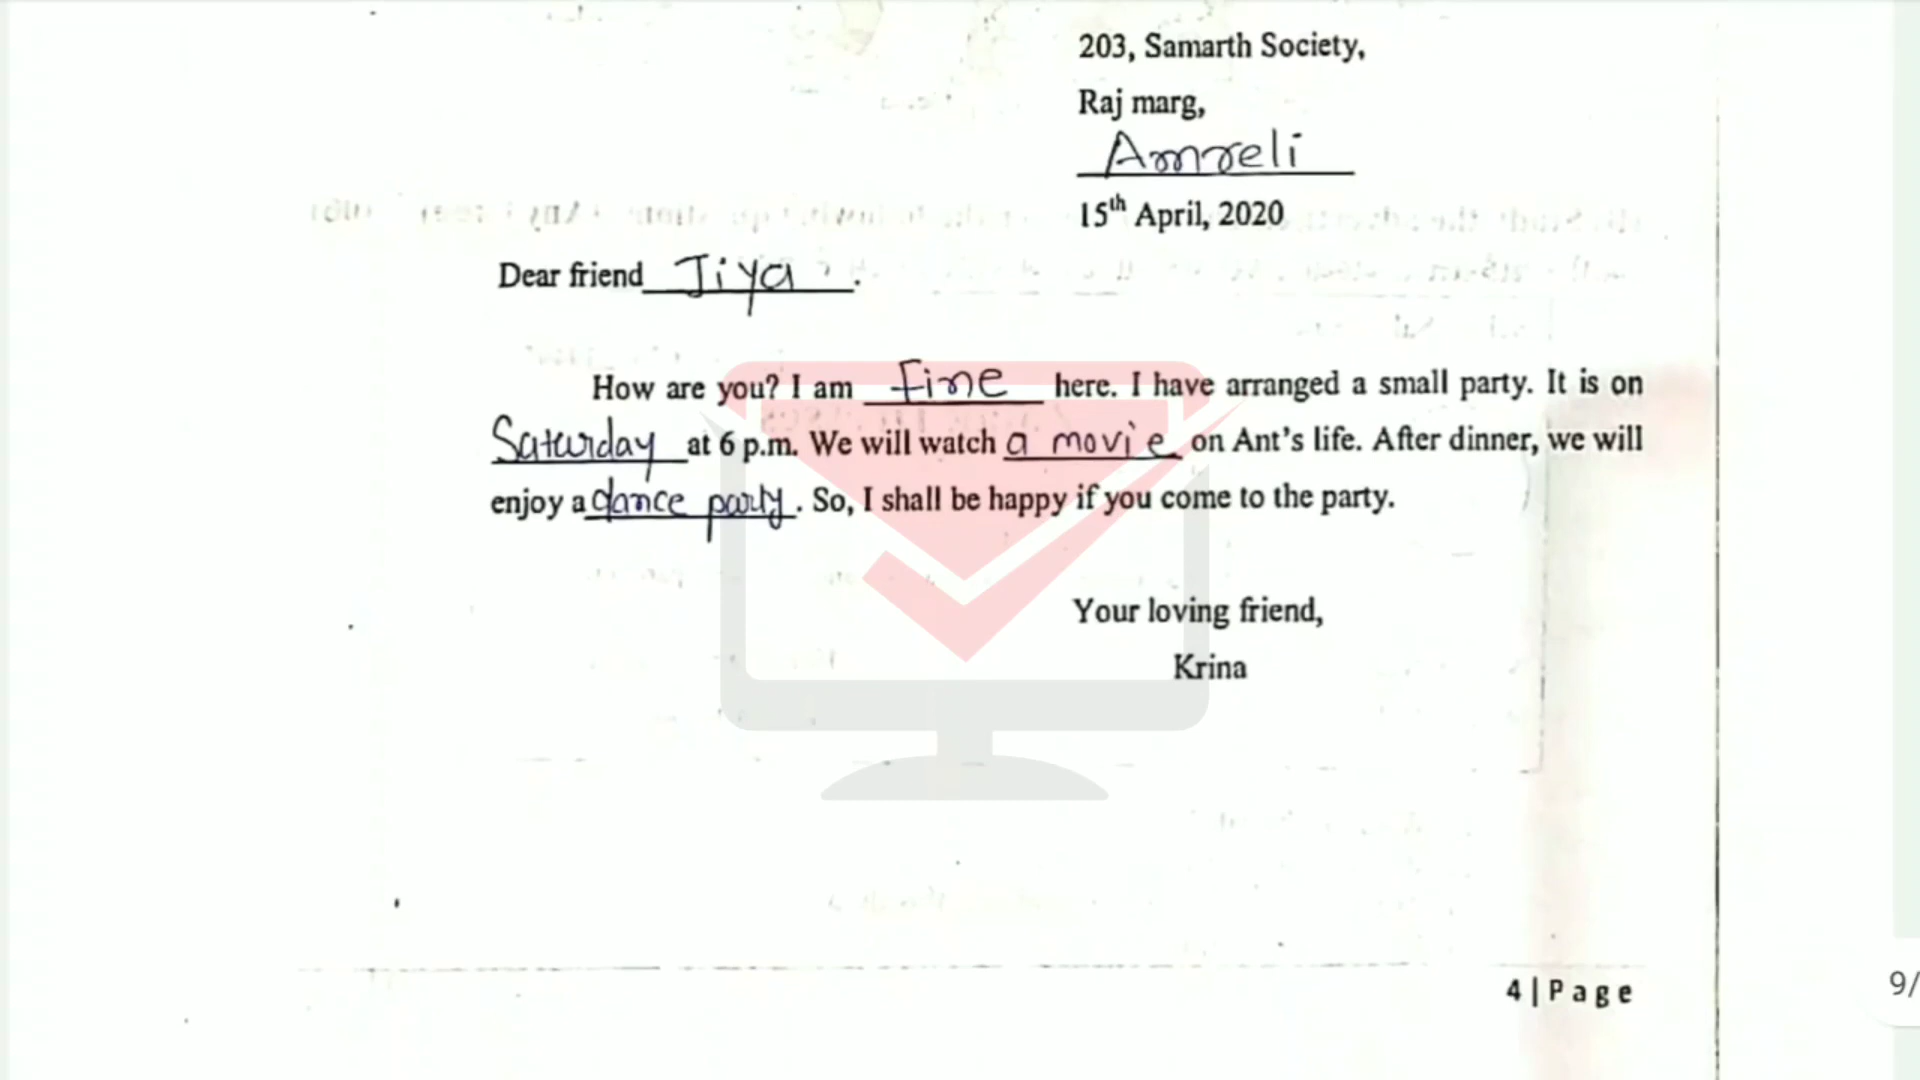 203, Samarth Society,
Raj marg,
Amreli
15th April, 2020
Dear friend Jiya.
How are you? I am fine here. I have arranged a small party. It is on
Saturday at 6 p.m. We will watch a movie on Ant's life. After dinner, we will
enjoy a dance party. So, I shall be happy if you come to the party.
Your loving friend,
Krina
4 | P a g e
9/